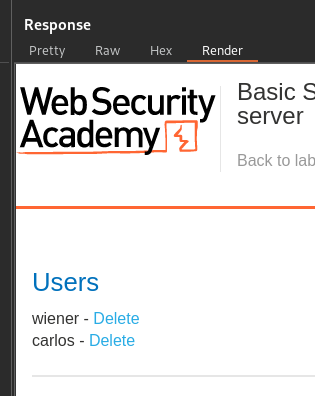 Response
Pretty Raw Hex Render
Web Security
Academy
Basic S
server
Back to lab
Users
wiener - Delete
carlos - Delete